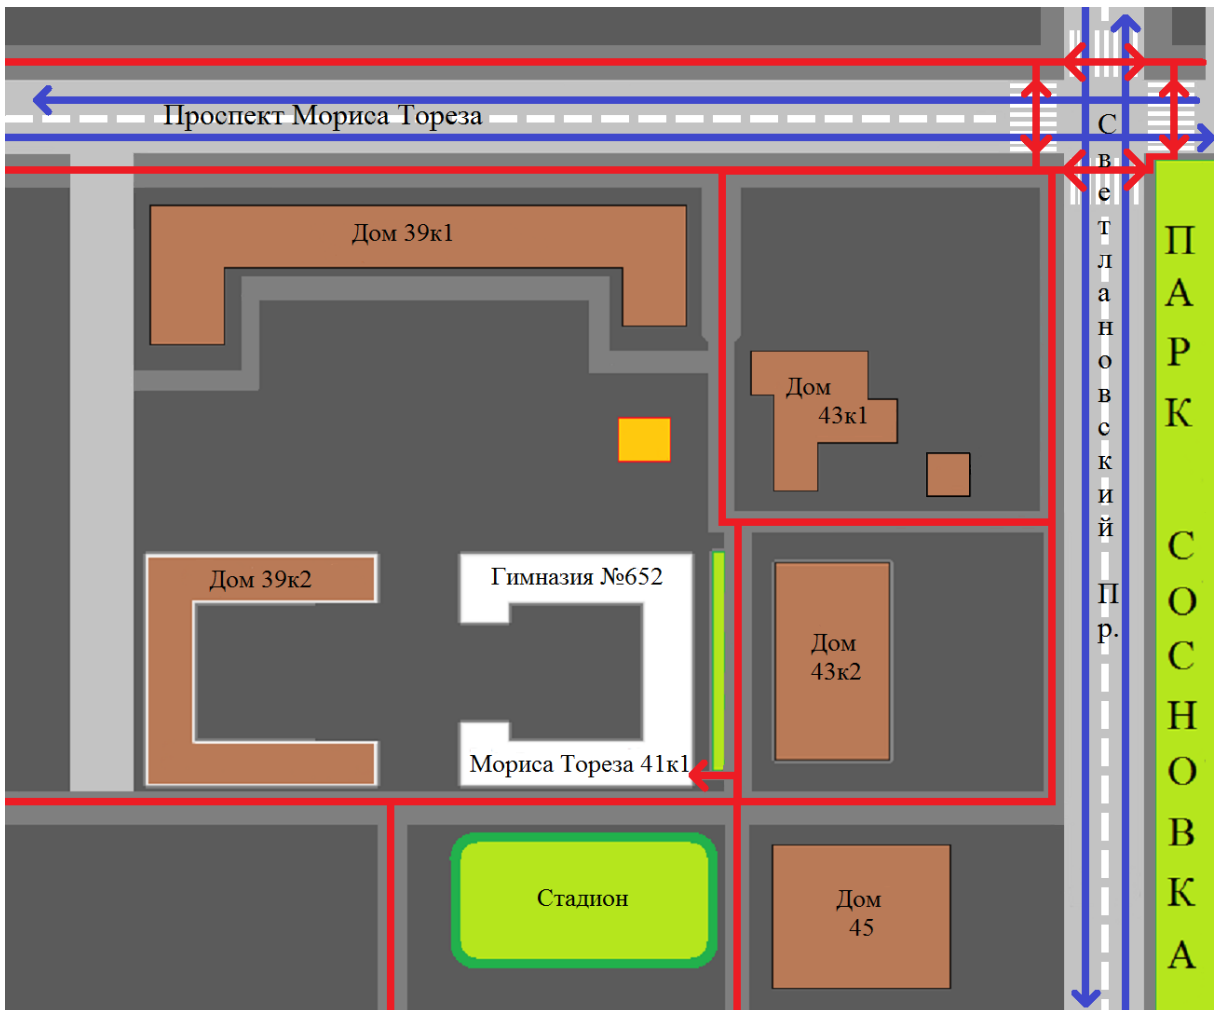 Проспект Мориса Тореза
Светлановский Пр.
ПАРК СОСНОВКА
Дом 39к1
Дом
43к1
Дом 39к2
Гимназия №652
Мориса Тореза 41к1
Дом
43к2
Стадион
Дом
45